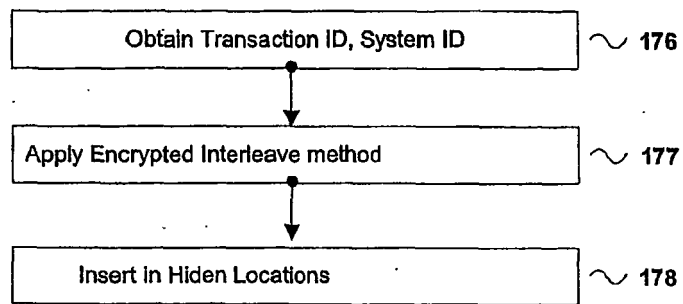 Obtain Transaction ID, System ID 176
Apply Encrypted Interleave method 177
Insert in Hiden Locations 178